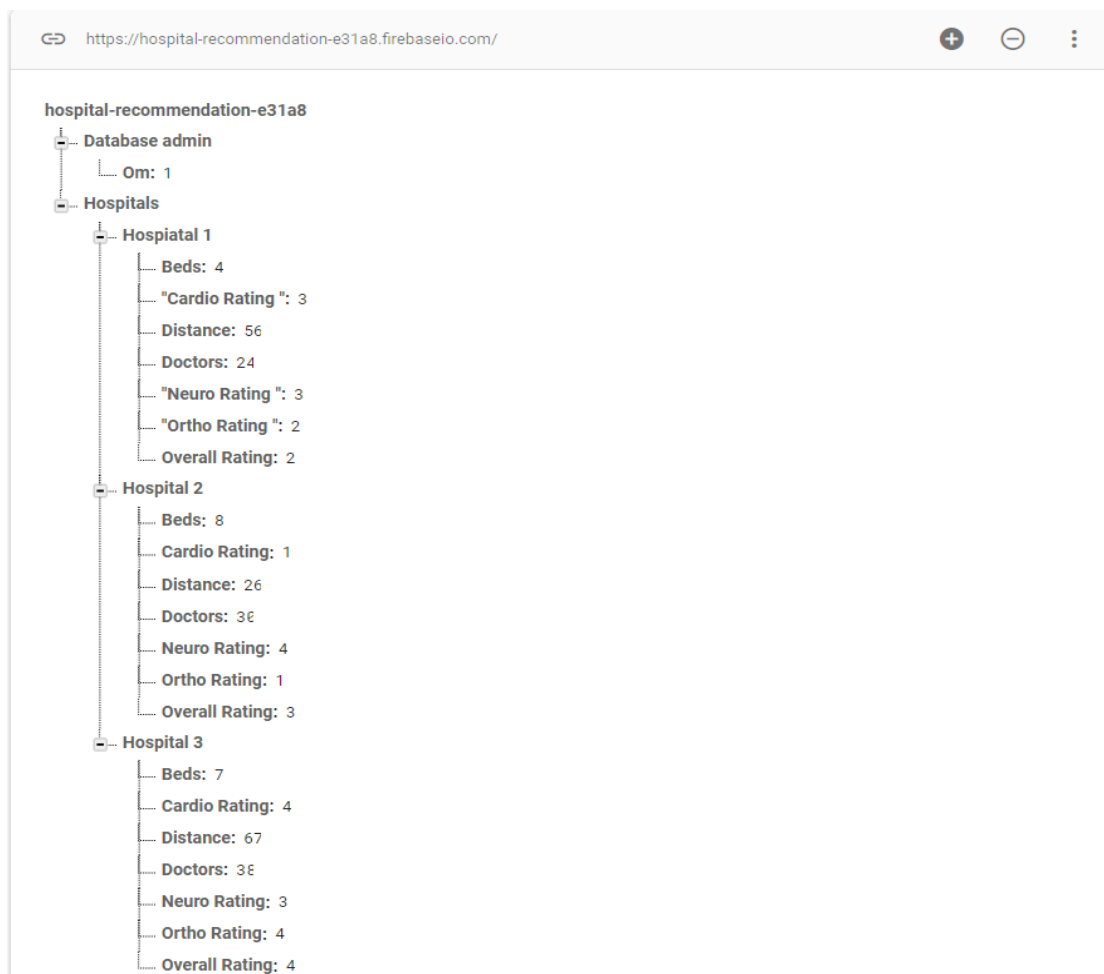 https://hospital-recommendation-e31a8.firebaseio.com/
hospital-recommendation-e31a8
Database admin
Om: 1
Hospitals
Hospiatal 1
Beds: 4
"Cardio Rating ": 3
Distance: 56
Doctors: 24
"Neuro Rating ": 3
"Ortho Rating ": 2
Overall Rating: 2
Hospital 2
Beds: 8
Cardio Rating: 1
Distance: 26
Doctors:
Neuro Rating: 4
Ortho Rating: 1
Overall Rating: 3
Hospital 3
Beds: 7
Cardio Rating: 4
Distance: 67
Doctors: 38
Neuro Rating: 3
Ortho Rating: 4
Overall Rating: 4